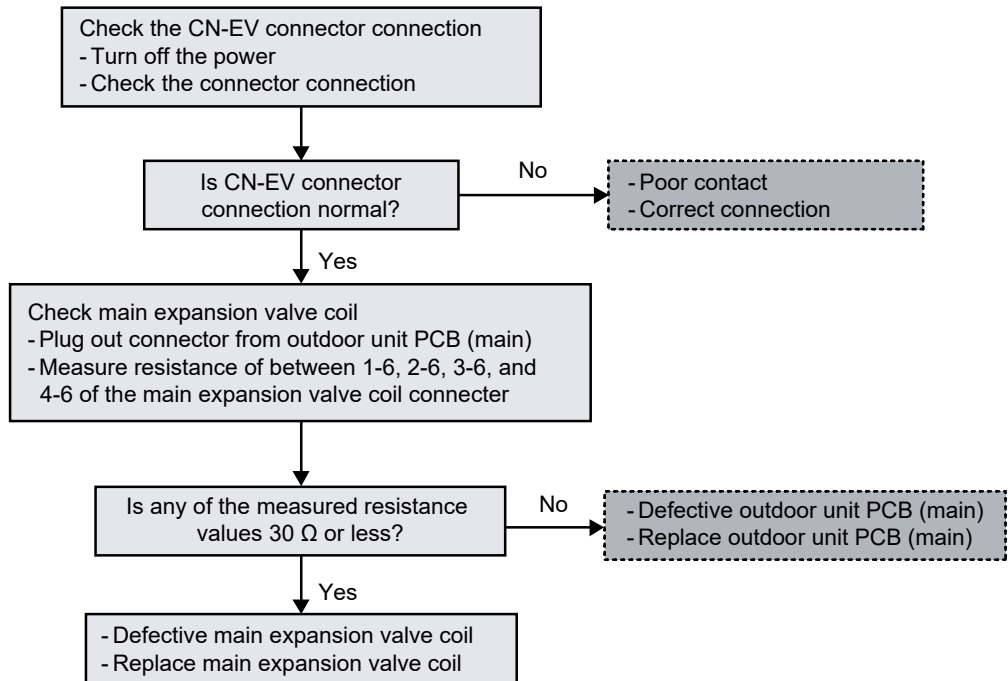 Check the CN-EV connector connection
- Turn off the power
- Check the connector connection
Is CN-EV connector
connection normal?
No
- Poor contact
- Correct connection
Yes
Check main expansion valve coil
- Plug out connector from outdoor unit PCB (main)
- Measure resistance of between 1-6, 2-6, 3-6, and
4-6 of the main expansion valve coil connecter
Is any of the measured resistance
values 30 Ω or less?
No
- Defective outdoor unit PCB (main)
- Replace outdoor unit PCB (main)
Yes
- Defective main expansion valve coil
- Replace main expansion valve coil